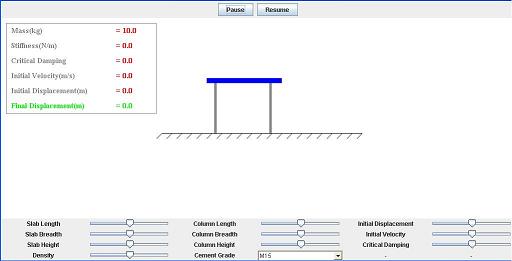 Pause Resume
Mass(kg) = 10.0
Stiffness(N/m) = 0.0
Critical Damping = 0.0
Initial Velocity(m/s) = 0.0
Initial Displacement(m) = 0.0
Final Displacement(m) = 0.0
Slab Length Column Length Initial Displacement
Slab Breadth Column Breadth Initial Velocity
Slab Height Column Height Critical Damping
Density Cement Grade M15 - -